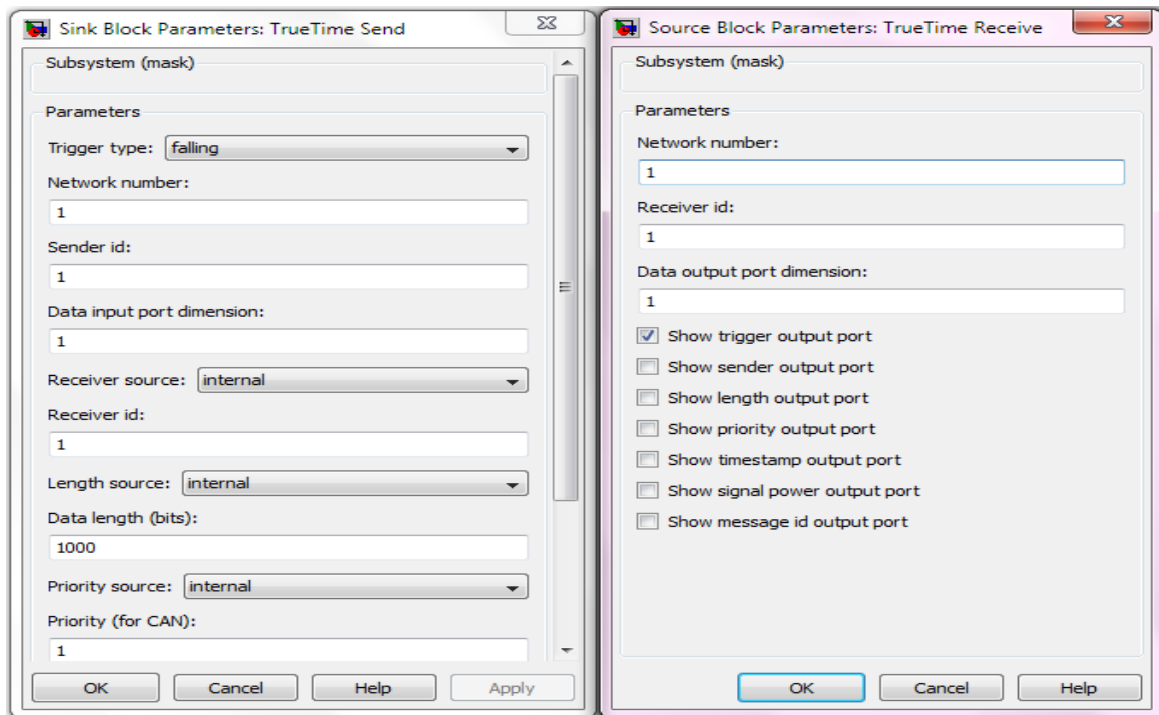 Sink Block Parameters: TrueTime Send
Subsystem (mask)
Parameters
Trigger type: falling
Network number:
1
Sender id:
1
Data input port dimension:
1
Receiver source: internal
Receiver id:
1
Length source: internal
Data length (bits):
1000
Priority source: internal
Priority (for CAN):
1
OK Cancel Help Apply
Source Block Parameters: TrueTime Receive
Subsystem (mask)
Parameters
Network number:
1
Receiver id:
1
Data output port dimension:
1
Show trigger output port
Show sender output port
Show length output port
Show priority output port
Show timestamp output port
Show signal power output port
Show message id output port
OK Cancel Help